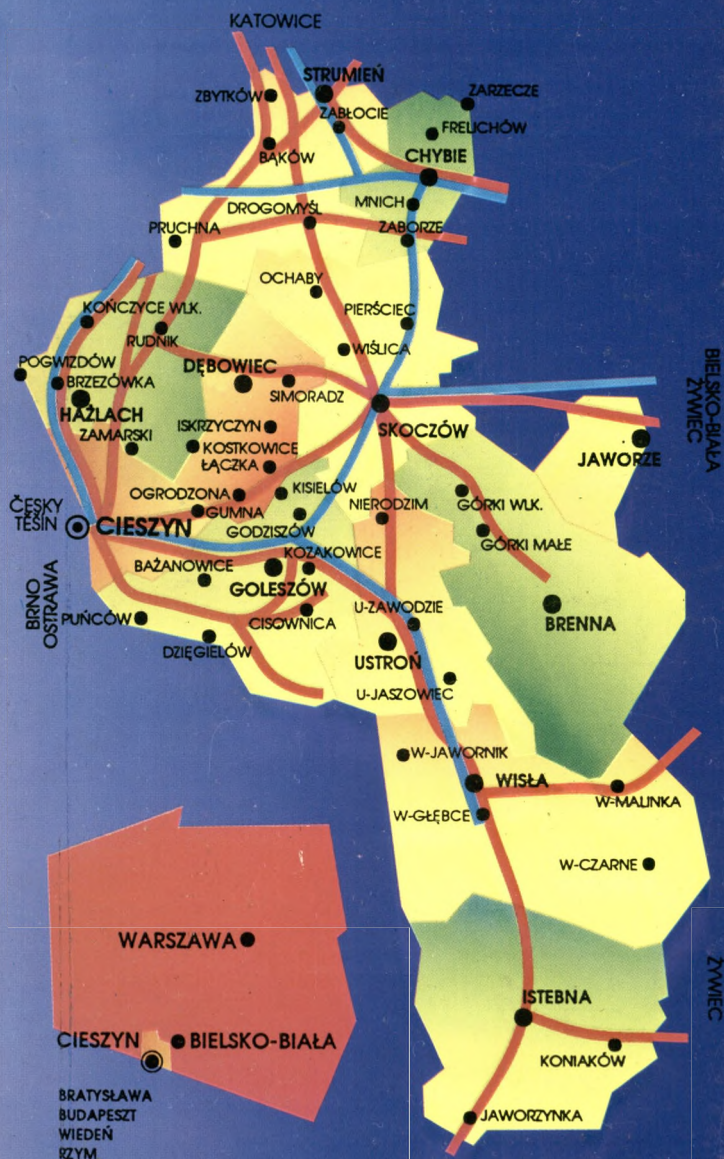 KATOWICE
STRUMIEŃ
ZBYTKÓW
ZARZECZE
ZABŁOCIE
FRELICHÓW
BĄKÓW
CHYBIE
MNICH
DROGOMYŚL
PRUCHNA
ZABORZE
OCHABY
KOŃCZYCE WLK.
PIERŚCIEC
RUDNIK
WIŚLICA
POGWIZDÓW
DĘBOWIEC
BRZEZÓWKA
SIMORADZ
HAŻLACH
BIELSKO-BIAŁA
ŻYWIEC
ISKRZYCZYN
SKOCZÓW
ZAMARSKI
KOSTKOWICE
JAWORZE
ŁĄCZKA
OGRODZONA
KISIELÓW
NIERODZIM
GÓRKI WLK.
ČESKY
TĚSIN
CIESZYN
GUMNA
GODZISZÓW
GÓRKI MAŁE
KOZAKOWICE
BAŻANOWICE
GOLESZÓW
BRNO
OSTRAWA
PUŃCÓW
CISOWNICA
U-ZAWODZIE
BRENNA
DZIĘGIELÓW
USTROŃ
U-JASZOWIEC
W-JAWORNIK
WISŁA
W-MALINKA
W-GŁĘBCE
W-CZARNE
WARSZAWA
ŻYWIEC
ISTEBNA
CIESZYN
BIELSKO-BIAŁA
KONIAKÓW
BRATYSŁAWA
BUDAPESZT
WIEDEŃ
RZYM
JAWORZYNKA